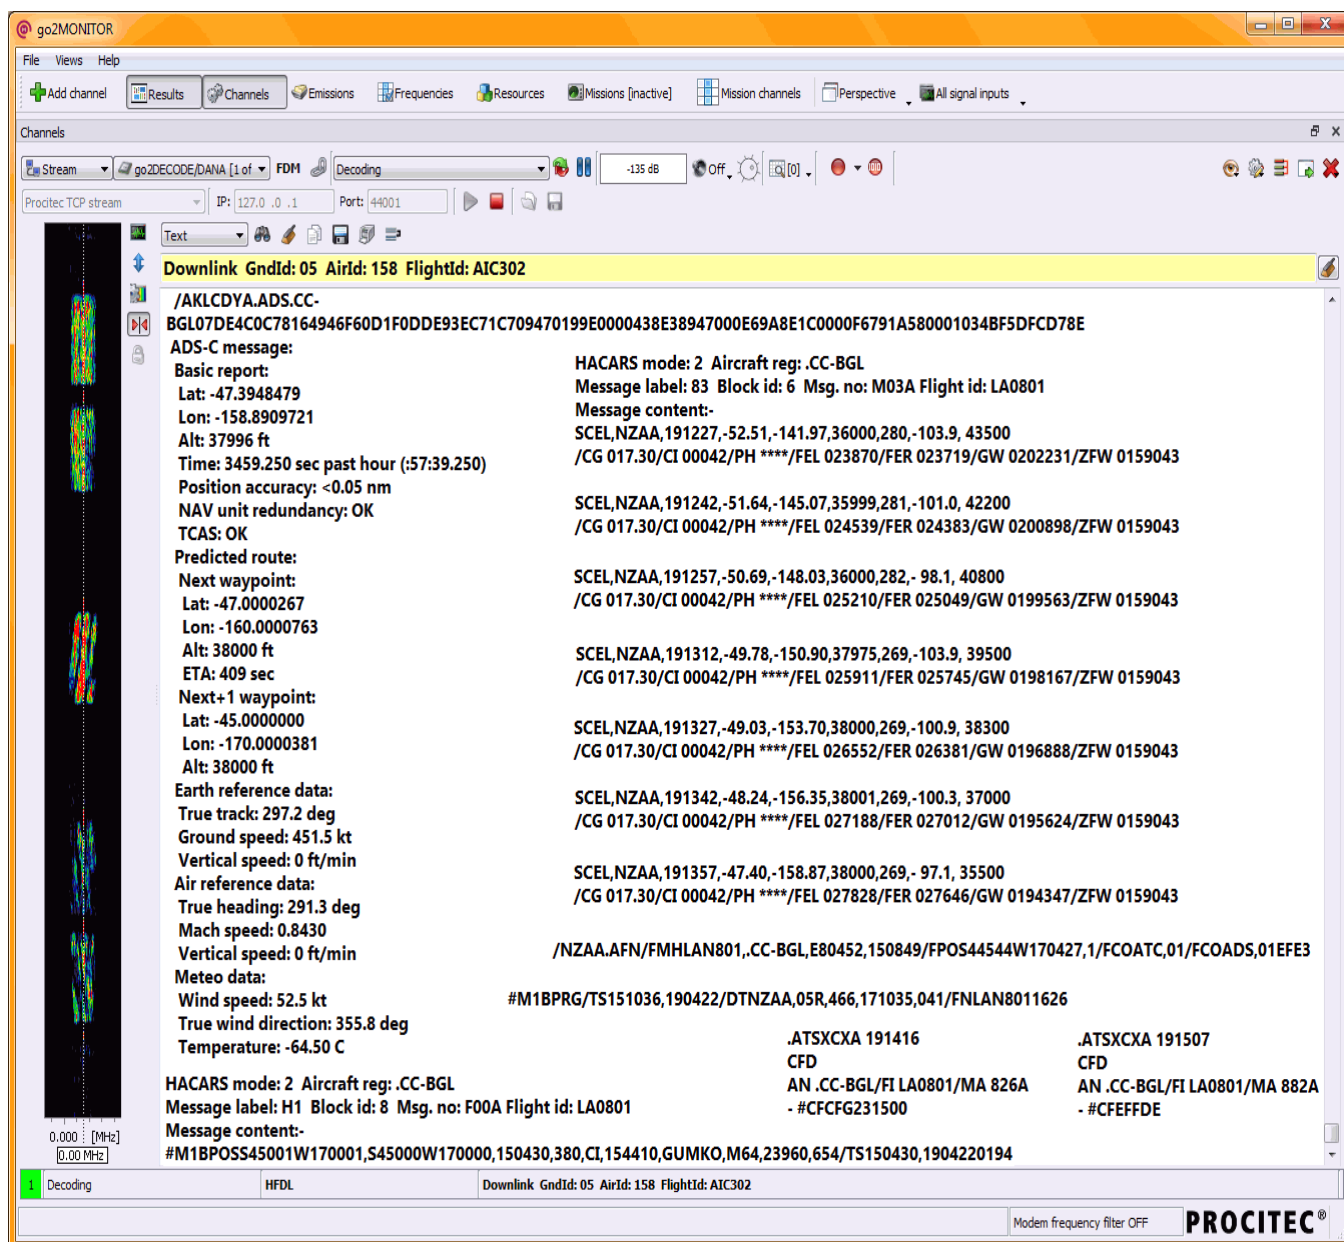 go2MONITOR
File Views Help
Add channel Results Channels Emissions Frequencies Resources Missions [inactive] Mission channels Perspective All signal inputs
Channels
Stream go2DECODE/DANA [1 of FDM Decoding -135 dB Off [0]
Procitec TCP stream IP: 127.0 .0 .1 Port: 44001
Text
Downlink GndId: 05 AirId: 158 FlightId: AIC302
/AKLCDYA.ADS.CC-
BGL07DE4C0C78164946F60D1F0DDE93EC71C709470199E0000438E38947000E69A8E1C0000F6791A580001034BF5DFCD78E
ADS-C message:
Basic report:
Lat: -47.3948479
Lon: -158.8909721
Alt: 37996 ft
Time: 3459.250 sec past hour (:57:39.250)
Position accuracy: <0.05 nm
NAV unit redundancy: OK
TCAS: OK
Predicted route:
Next waypoint:
Lat: -47.0000267
Lon: -160.0000763
Alt: 38000 ft
ETA: 409 sec
Next+1 waypoint:
Lat: -45.0000000
Lon: -170.0000381
Alt: 38000 ft
Earth reference data:
True track: 297.2 deg
Ground speed: 451.5 kt
Vertical speed: 0 ft/min
Air reference data:
True heading: 291.3 deg
Mach speed: 0.8430
Vertical speed: 0 ft/min
Meteo data:
Wind speed: 52.5 kt
True wind direction: 355.8 deg
Temperature: -64.50 C
HACARS mode: 2 Aircraft reg: .CC-BGL
Message label: 83 Block id: 6 Msg. no: M03A Flight id: LA0801
Message content:-
SCEL,NZAA,191227,-52.51,-141.97,36000,280,-103.9, 43500
/CG 017.30/CI 00042/PH ****/FEL 023870/FER 023719/GW 0202231/ZFW 0159043
SCEL,NZAA,191242,-51.64,-145.07,35999,281,-101.0, 42200
/CG 017.30/CI 00042/PH ****/FEL 024539/FER 024383/GW 0200898/ZFW 0159043
SCEL,NZAA,191257,-50.69,-148.03,36000,282,- 98.1, 40800
/CG 017.30/CI 00042/PH ****/FEL 025210/FER 025049/GW 0199563/ZFW 0159043
SCEL,NZAA,191312,-49.78,-150.90,37975,269,-103.9, 39500
/CG 017.30/CI 00042/PH ****/FEL 025911/FER 025745/GW 0198167/ZFW 0159043
SCEL,NZAA,191327,-49.03,-153.70,38000,269,-100.9, 38300
/CG 017.30/CI 00042/PH ****/FEL 026552/FER 026381/GW 0196888/ZFW 0159043
SCEL,NZAA,191342,-48.24,-156.35,38001,269,-100.3, 37000
/CG 017.30/CI 00042/PH ****/FEL 027188/FER 027012/GW 0195624/ZFW 0159043
SCEL,NZAA,191357,-47.40,-158.87,38000,269,- 97.1, 35500
/CG 017.30/CI 00042/PH ****/FEL 027828/FER 027646/GW 0194347/ZFW 0159043
/NZAA.AFN/FMHLAN801,.CC-BGL,E80452,150849/FPOS44544W170427,1/FCOATC,01/FCOADS,01EFE3
#M1BPRG/TS151036,190422/DTNZAA,05R,466,171035,041/FNLAN8011626
.ATSXCXA 191416
CFD
AN .CC-BGL/FI LA0801/MA 826A
- #CFCFG231500
.ATSXCXA 191507
CFD
AN .CC-BGL/FI LA0801/MA 882A
- #CFEFFDE
HACARS mode: 2 Aircraft reg: .CC-BGL
Message label: H1 Block id: 8 Msg. no: F00A Flight id: LA0801
Message content:-
#M1BPOSS45001W170001,S45000W170000,150430,380,CI,154410,GUMKO,M64,23960,654/TS150430,1904220194
0.000 [MHz]
0.00 MHz
1 Decoding HFDL Downlink GndId: 05 AirId: 158 FlightId: AIC302
Modem frequency filter OFF PROCITEC®